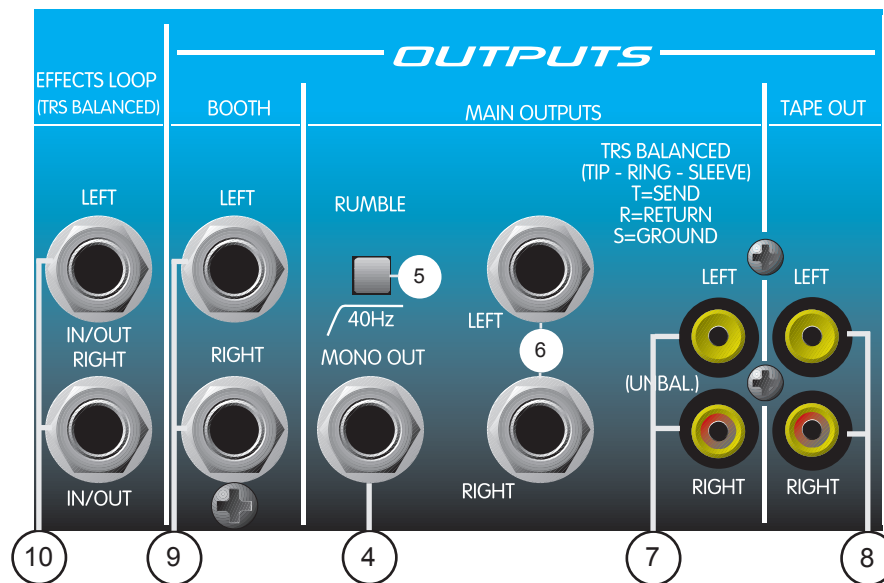 OUTPUTS
EFFECTS LOOP
(TRS BALANCED)
BOOTH
MAIN OUTPUTS
TAPE OUT
TRS BALANCED
(TIP - RING - SLEEVE)
T=SEND
R=RETURN
S=GROUND
LEFT
LEFT
RUMBLE
5
40Hz
LEFT
LEFT
LEFT
IN/OUT
RIGHT
RIGHT
MONO OUT
6
(UNBAL.)
IN/OUT
RIGHT
RIGHT
RIGHT
10
9
4
7
8